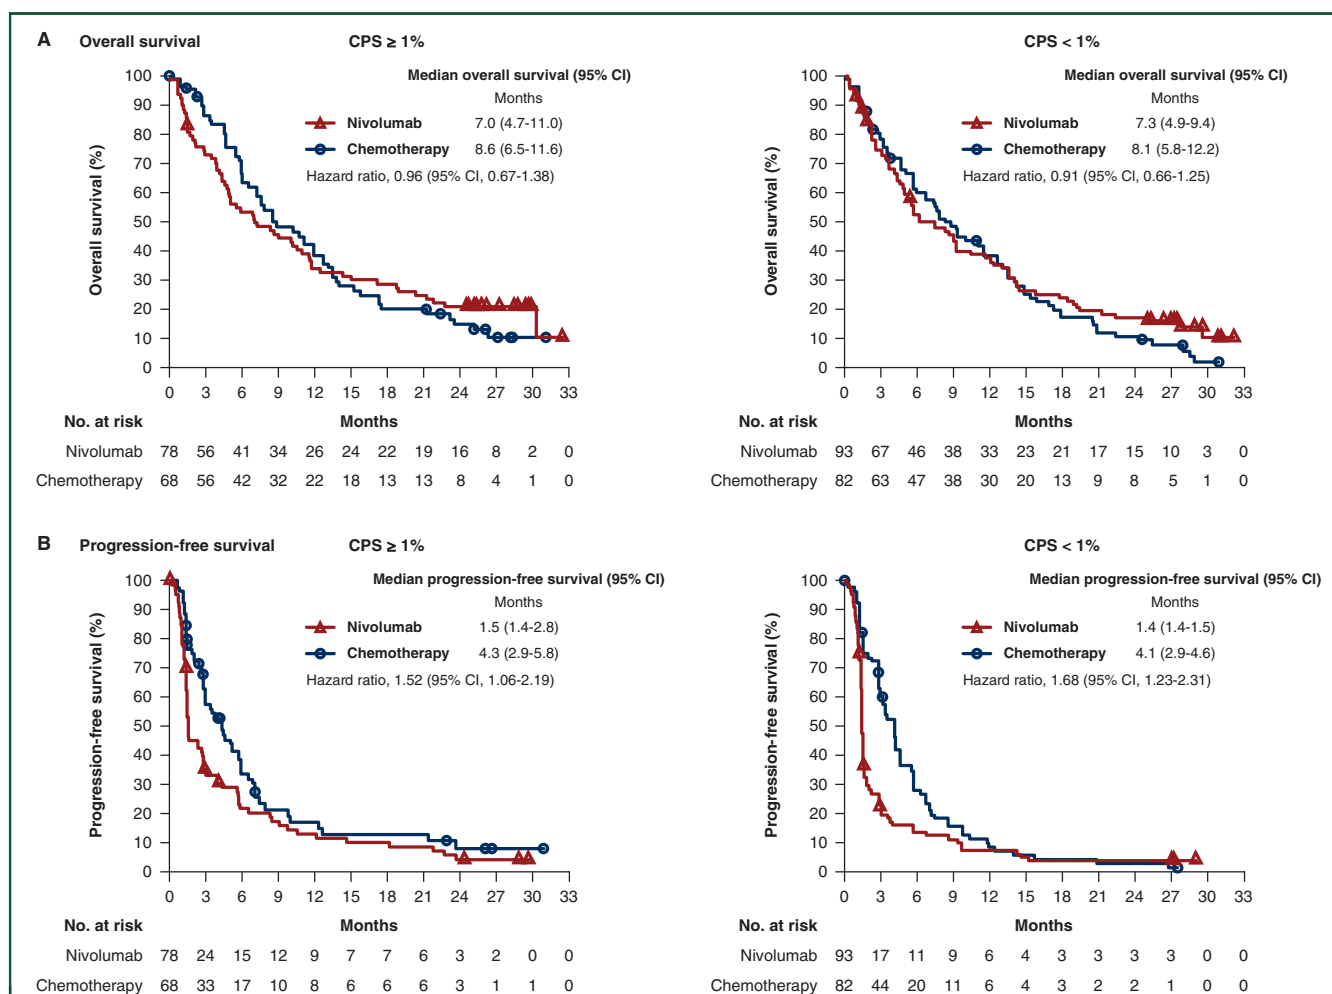 A Overall survival CPS ≥ 1% CPS < 1%
Median overall survival (95% CI)
Months
Nivolumab 7.0 (4.7-11.0)
Chemotherapy 8.6 (6.5-11.6)
Hazard ratio, 0.96 (95% CI, 0.67-1.38)
Overall survival (%)
100
90
80
70
60
50
40
30
20
10
0
0 3 6 9 12 15 18 21 24 27 30 33
No. at risk Months
Nivolumab 78 56 41 34 26 24 22 19 16 8 2 0
Chemotherapy 68 56 42 32 22 18 13 13 8 4 1 0
Median overall survival (95% CI)
Months
Nivolumab 7.3 (4.9-9.4)
Chemotherapy 8.1 (5.8-12.2)
Hazard ratio, 0.91 (95% CI, 0.66-1.25)
Overall survival (%)
100
90
80
70
60
50
40
30
20
10
0
0 3 6 9 12 15 18 21 24 27 30 33
No. at risk Months
Nivolumab 93 67 46 38 33 23 21 17 15 10 3 0
Chemotherapy 82 63 47 38 30 20 13 9 8 5 1 0
B Progression-free survival CPS ≥ 1% CPS < 1%
Median progression-free survival (95% CI)
Months
Nivolumab 1.5 (1.4-2.8)
Chemotherapy 4.3 (2.9-5.8)
Hazard ratio, 1.52 (95% CI, 1.06-2.19)
Progression-free survival (%)
100
90
80
70
60
50
40
30
20
10
0
0 3 6 9 12 15 18 21 24 27 30 33
No. at risk Months
Nivolumab 78 24 15 12 9 7 7 6 3 2 0 0
Chemotherapy 68 33 17 10 8 6 6 6 3 1 1 0
Median progression-free survival (95% CI)
Months
Nivolumab 1.4 (1.4-1.5)
Chemotherapy 4.1 (2.9-4.6)
Hazard ratio, 1.68 (95% CI, 1.23-2.31)
Progression-free survival (%)
100
90
80
70
60
50
40
30
20
10
0
0 3 6 9 12 15 18 21 24 27 30 33
No. at risk Months
Nivolumab 93 17 11 9 6 4 3 3 3 3 0 0
Chemotherapy 82 44 20 11 6 4 3 2 2 1 0 0